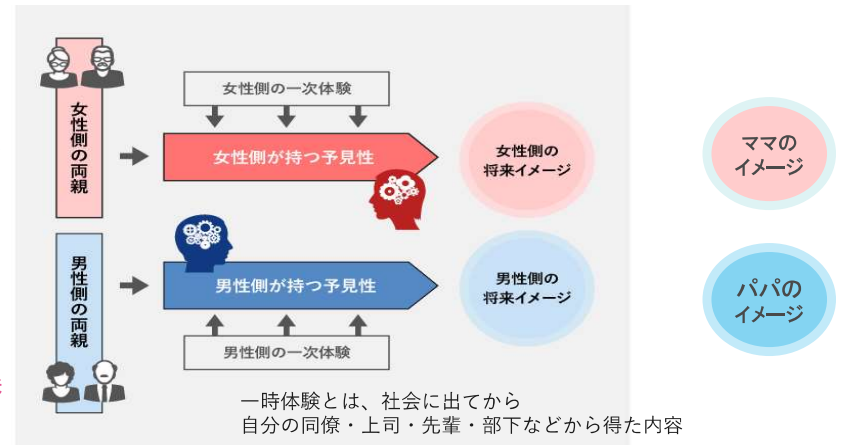 女性側の両親
女性側の一次体験
女性側が持つ予見性
女性側の
将来イメージ
ママの
イメージ
男性側の両親
男性側が持つ予見性
男性側の
将来イメージ
パパの
イメージ
男性側の一次体験
一時体験とは、社会に出てから
自分の同僚・上司・先輩・部下などから得た内容